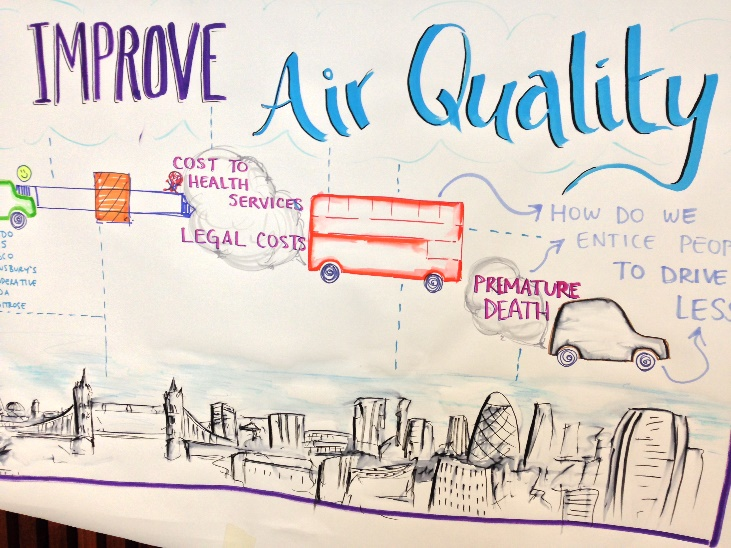 IMPROVE
Air Quality
COST TO
HEALTH
SERVICES
LEGAL COSTS
HOW DO WE
ENTICE PEOP
TO DRIVE
LESS
PREMATURE
DEATH